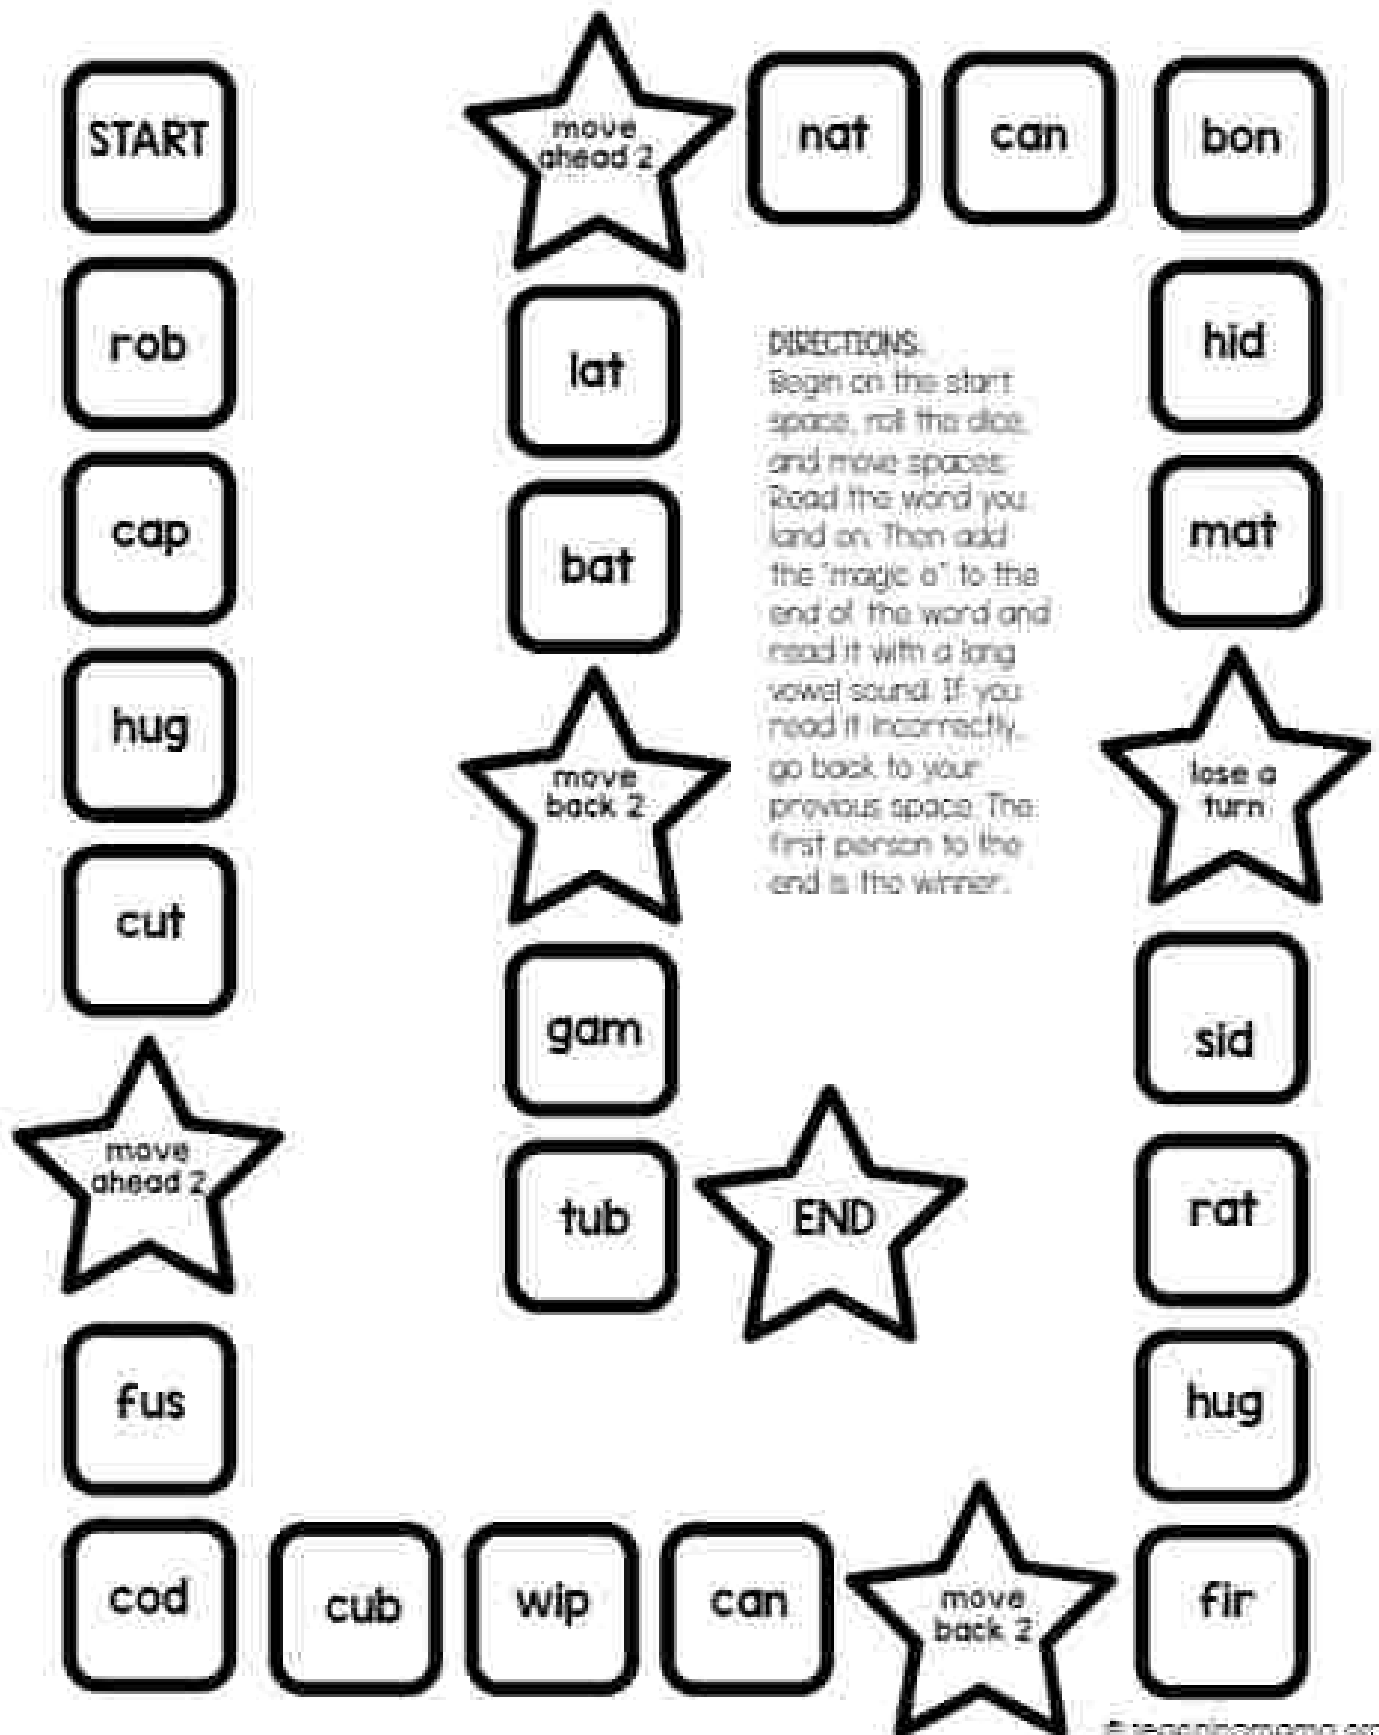 START
rob
cap
hug
cut
move
ahead 2
fus
cod
cub
wip
can
move
back 2
fir
hug
rat
sid
lose a
turn
mat
hid
bon
can
nat
move
ahead 2
lat
bat
move
back 2
gam
tub
END
DIRECTIONS:
Begin on the start
space, roll the dice,
and move spaces.
Read the word you
land on. Then add
the "magic e" to the
end of the word and
read it with a long
vowel sound. If you
read it incorrectly,
go back to your
previous space. The
first person to the
end is the winner.